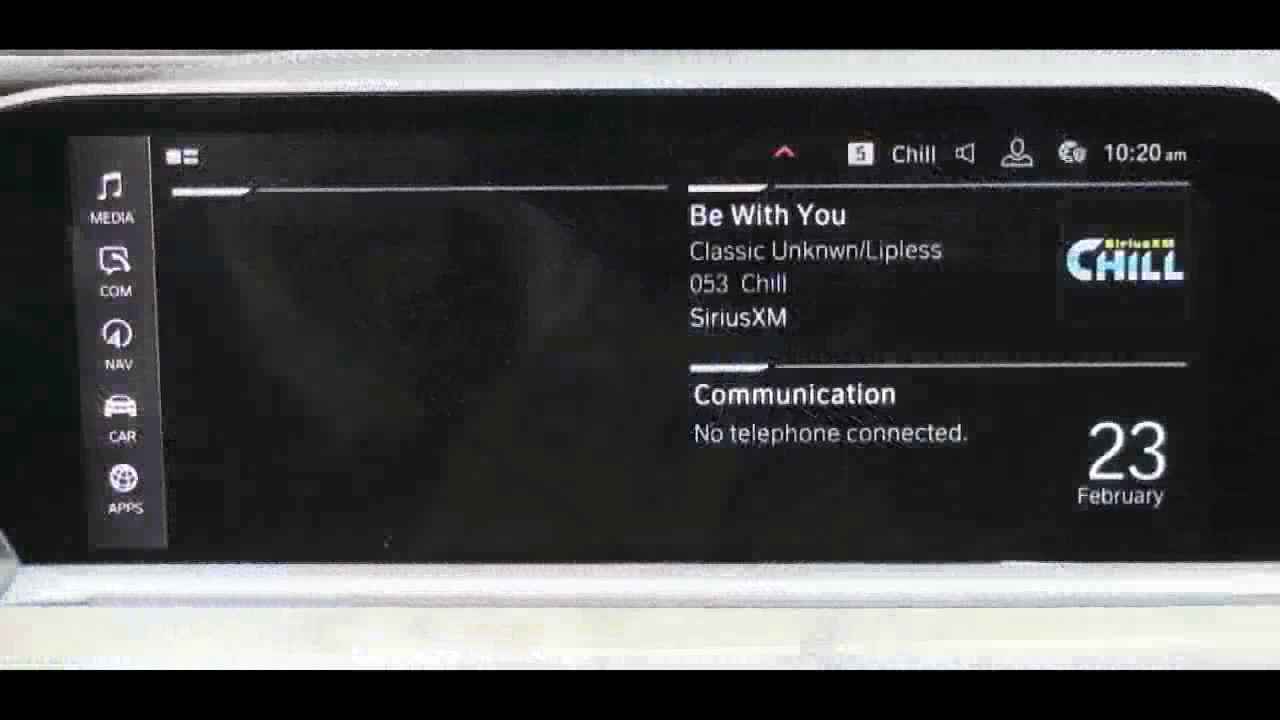 S Chill 10:20 am
MEDIA
COM
NAV
CAR
APPS
Be With You
Classic Unknwn/Lipless
053 Chill
SiriusXM
SiriusXM
CHILL
Communication
No telephone connected.
23
February